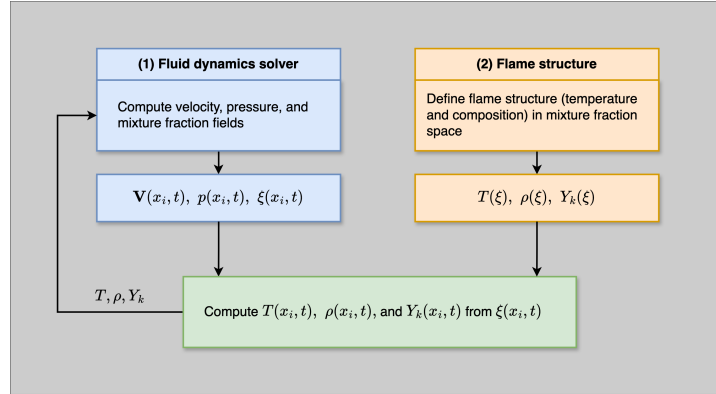 (1) Fluid dynamics solver
Compute velocity, pressure, and
mixture fraction fields
V(xᵢ, t), p(xᵢ, t), ξ(xᵢ, t)
(2) Flame structure
Define flame structure (temperature
and composition) in mixture fraction
space
T(ξ), ρ(ξ), Yₖ(ξ)
T, ρ, Yₖ
Compute T(xᵢ, t), ρ(xᵢ, t), and Yₖ(xᵢ, t) from ξ(xᵢ, t)